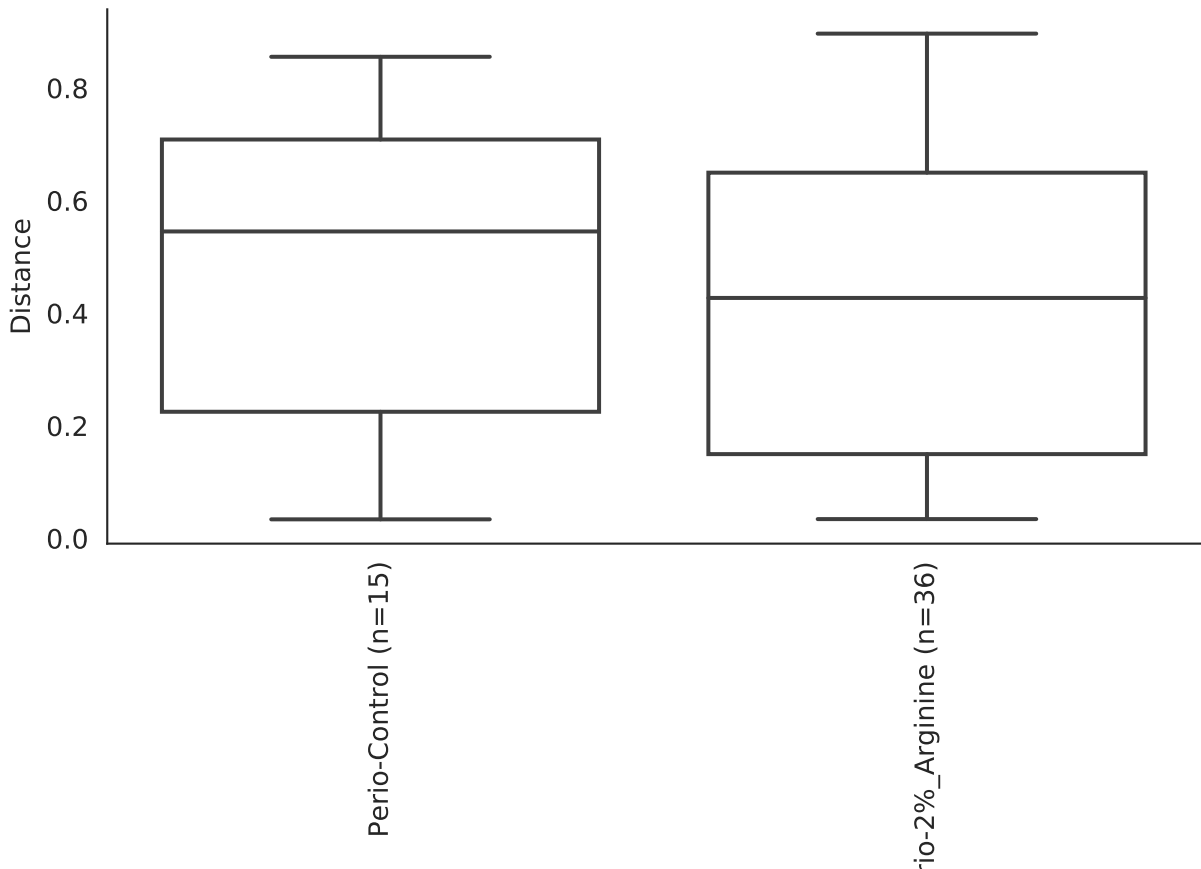 Distance
0.8
0.6
0.4
0.2
0.0
Perio-Control (n=15)
rio-2%_Arginine (n=36)